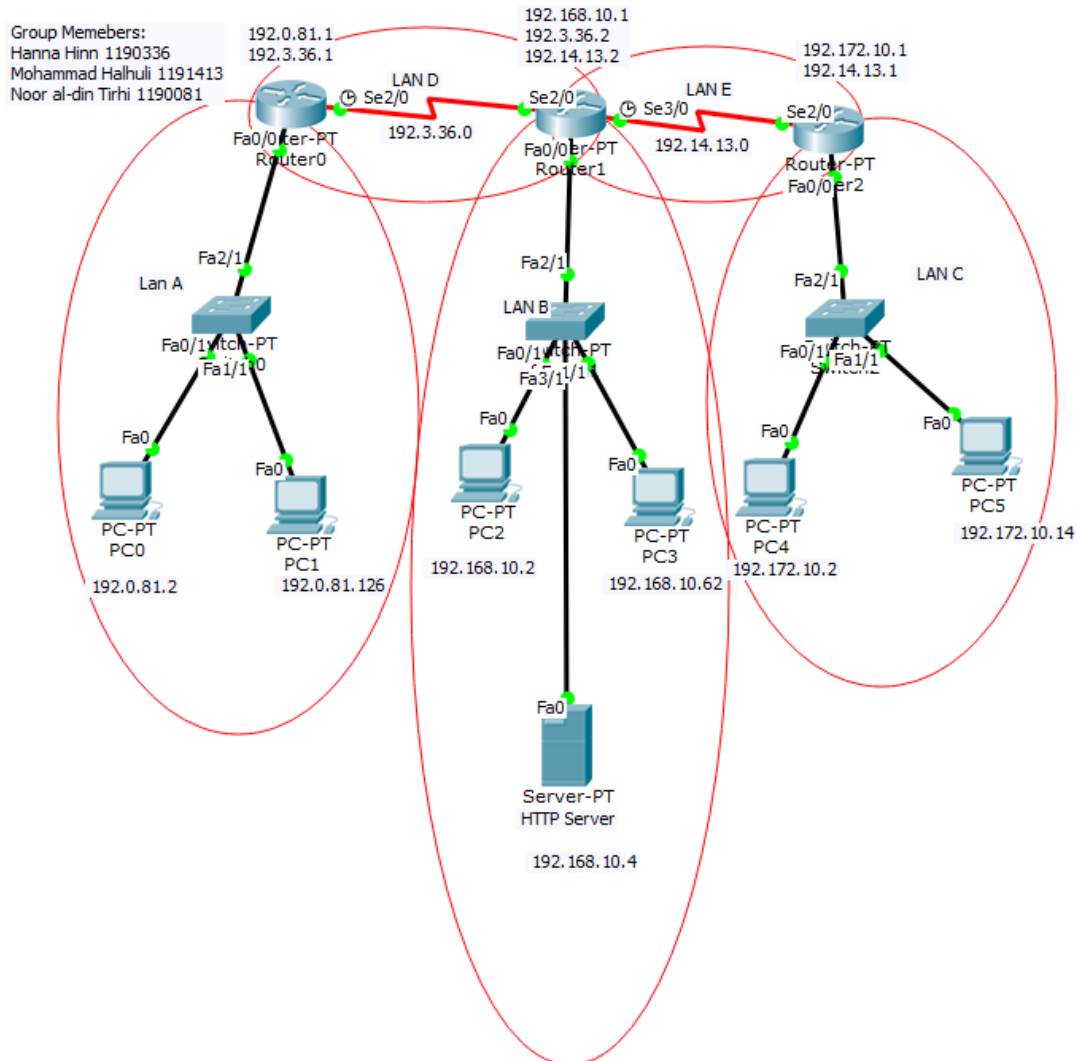 Group Memebers:
Hanna Hinn 1190336
Mohammad Halhuli 1191413
Noor al-din Tirhi 1190081
192.0.81.1
192.3.36.1
192.168.10.1
192.3.36.2
192.14.13.2
192.172.10.1
192.14.13.1
LAN D
LAN E
Se2/0
Se2/0
Se3/0
Se2/0
192.3.36.0
192.14.13.0
Fa0/0
Router0
Fa0/0
Router1
Router-PT
Fa0/0
Fa2/1
Fa2/1
Fa2/1
Lan A
LAN B
LAN C
Fa0/1
Fa1/1
Fa0/1
Fa3/1
Fa0/1
Fa1/1
Fa0
Fa0
Fa0
Fa0
Fa0
Fa0
PC-PT
PC0
PC-PT
PC1
PC-PT
PC2
PC-PT
PC3
PC-PT
PC4
PC-PT
PC5
192.0.81.2
192.0.81.126
192.168.10.2
192.168.10.62
192.172.10.2
192.172.10.14
Fa0
Server-PT
HTTP Server
192.168.10.4